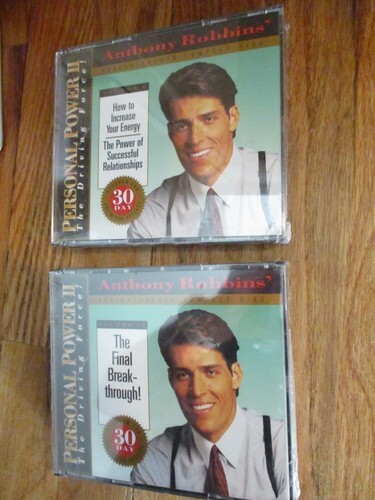 Anthony Robbins'
PERSONAL POWER II
The Driving Force!
How to
Increase
Your Energy
The Power of
Successful
Relationships
30
DAY
Anthony Robbins'
PERSONAL POWER II
The Driving Force!
The
Final
Break-
through!
30
DAY